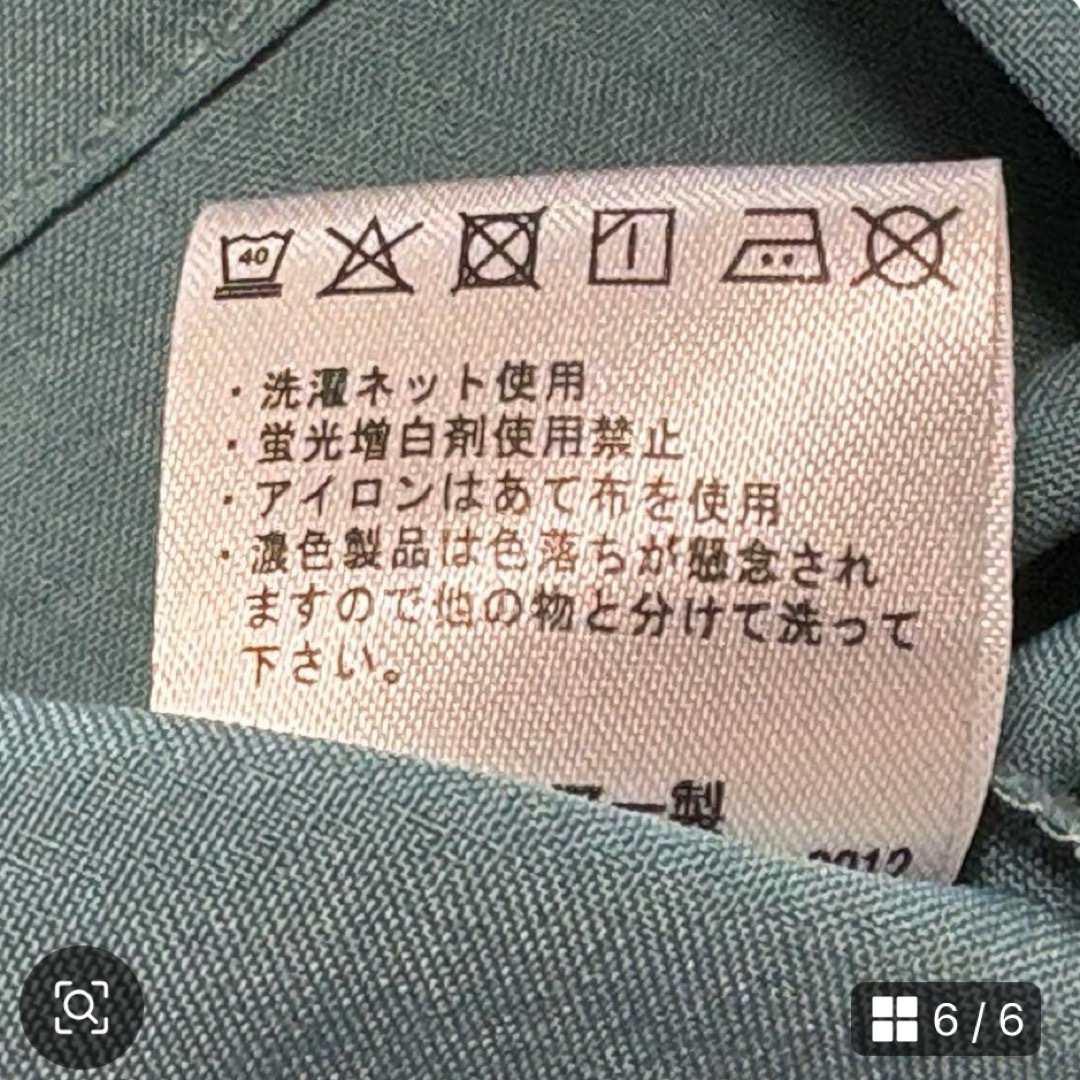 40
・洗濯ネット使用
・蛍光増白剤使用禁止
・アイロンはあて布を使用
・濃色製品は色落ちが懸念され
ますので他の物と分けて洗って
下さい。
ー製
6 / 6